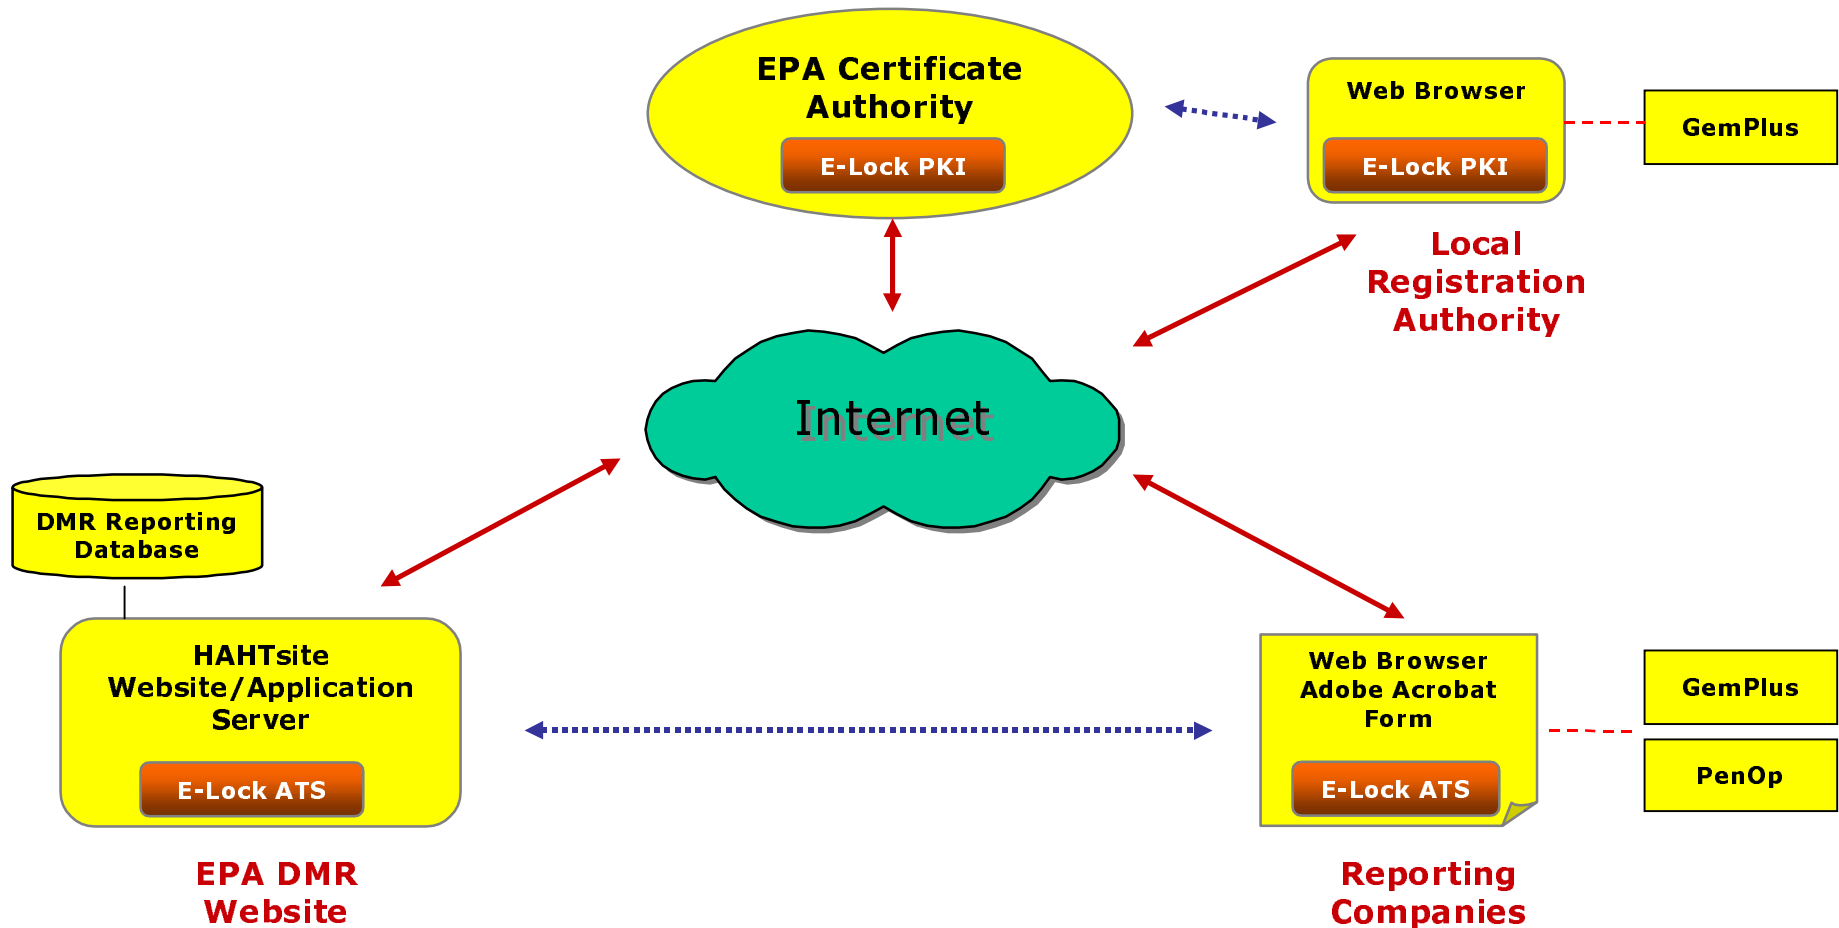 EPA Certificate
Authority
E-Lock PKI
Web Browser
E-Lock PKI
GemPlus
Local
Registration
Authority
Internet
DMR Reporting
Database
HAHTsite
Website/Application
Server
E-Lock ATS
EPA DMR
Website
Web Browser
Adobe Acrobat
Form
E-Lock ATS
GemPlus
PenOp
Reporting
Companies